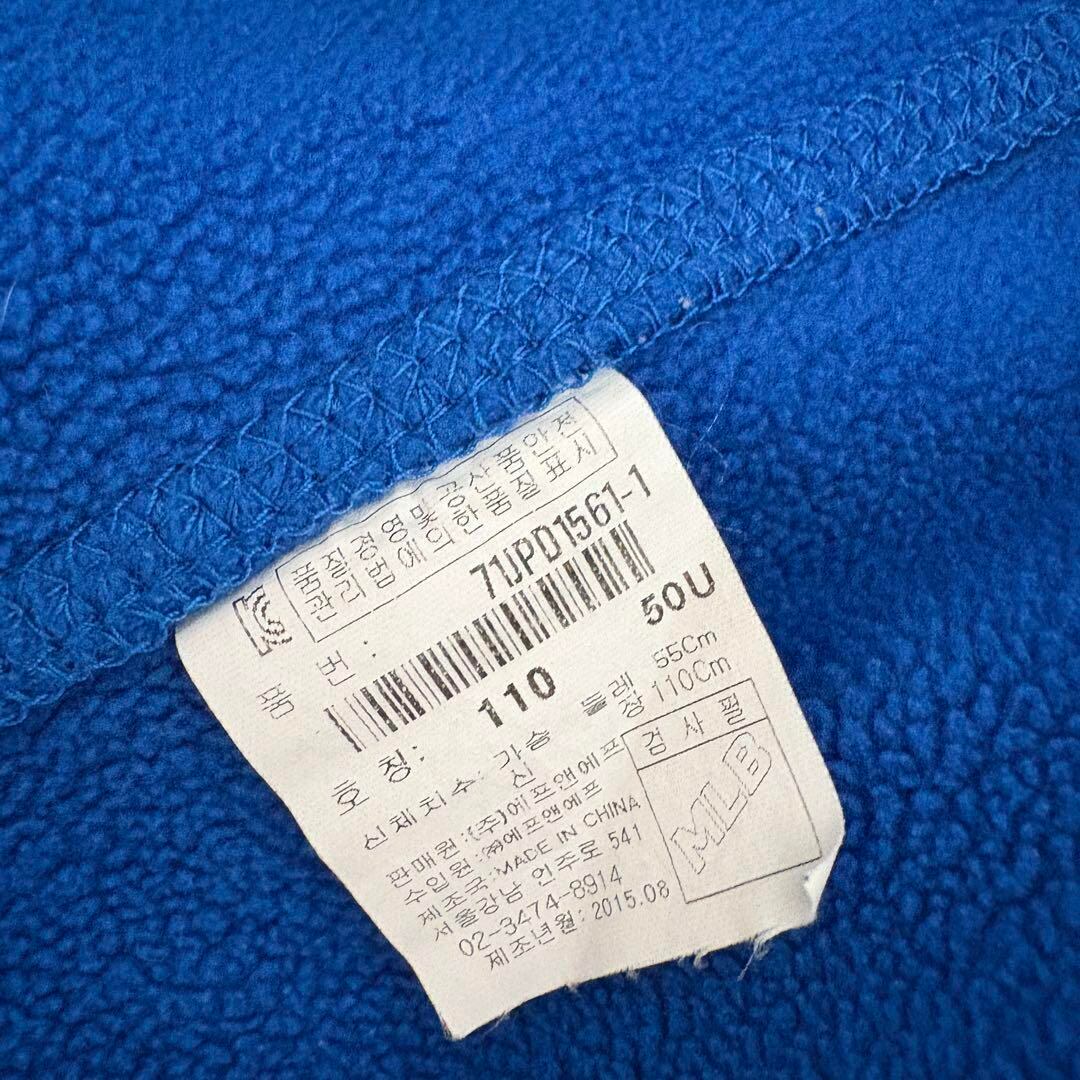 품질경영및공산품안전
관리법에의한품질표시
품 번 : 71JPD1561-1
50U
호 칭: 110
신체치수: 가슴 둘레 55Cm
신 장 110Cm
판매원:(주)에프앤에프
수입원:㈜에프앤에프
제조국:MADE IN CHINA
서울강남 언주로 541
02-3474-8914
제조년월: 2015.08
검 사 필
MLB